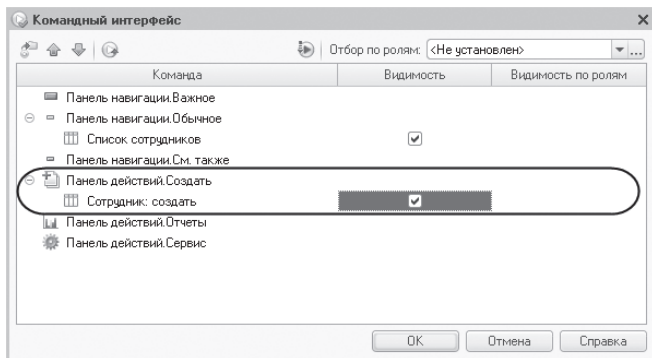 Командный интерфейс
Отбор по ролям: <Не установлен>
Команда Видимость Видимость по ролям
Панель навигации.Важное
Панель навигации.Обычное
Список сотрудников
Панель навигации.См. также
Панель действий.Создать
Сотрудник: создать
Панель действий.Отчеты
Панель действий.Сервис
OK Отмена Справка